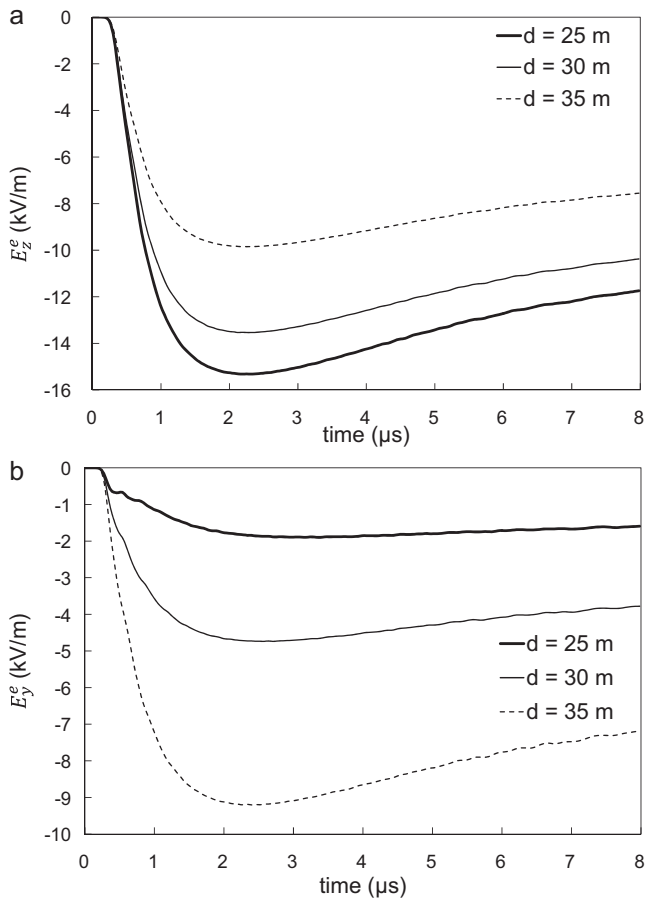 a
0
-2
-4
-6
-8
-10
-12
-14
-16
E_z^e (kV/m)
d = 25 m
d = 30 m
d = 35 m
0 1 2 3 4 5 6 7 8
time (µs)
b
0
-1
-2
-3
-4
-5
-6
-7
-8
-9
-10
E_y^e (kV/m)
d = 25 m
d = 30 m
d = 35 m
0 1 2 3 4 5 6 7 8
time (µs)